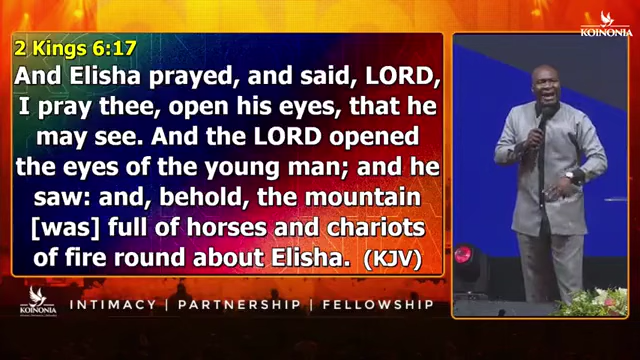 2 Kings 6:17
And Elisha prayed, and said, LORD,
I pray thee, open his eyes, that he
may see. And the LORD opened
the eyes of the young man; and he
saw: and, behold, the mountain
[was] full of horses and chariots
of fire round about Elisha. (KJV)
KOINONIA
KOINONIA
INTIMACY | PARTNERSHIP | FELLOWSHIP